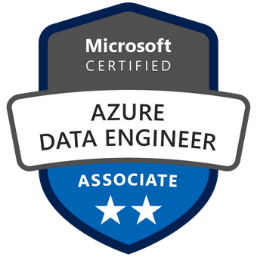 Microsoft
CERTIFIED
AZURE
DATA ENGINEER
ASSOCIATE